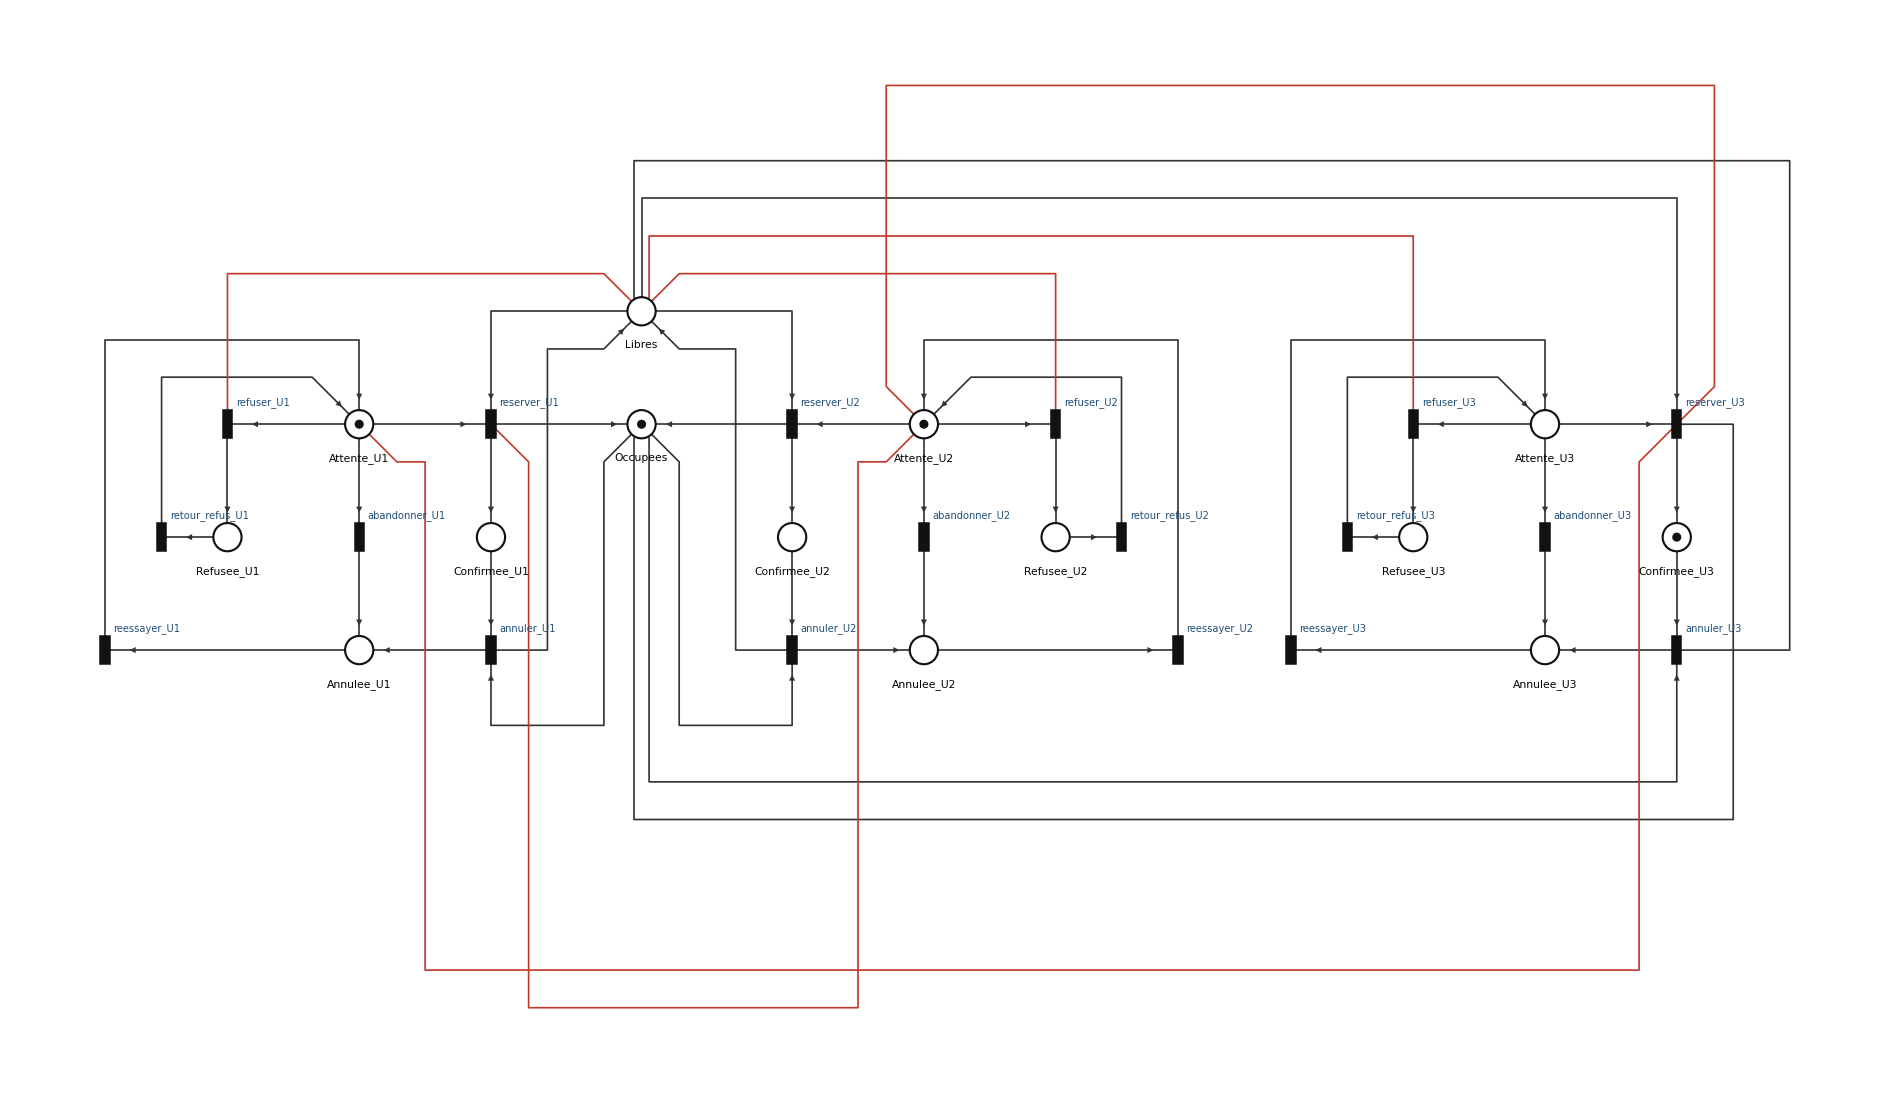 Libres
refuser_U1
reserver_U1
reserver_U2
refuser_U2
refuser_U3
reserver_U3
Attente_U1
Occupees
Attente_U2
Attente_U3
retour_refus_U1
abandonner_U1
abandonner_U2
retour_refus_U2
retour_refus_U3
abandonner_U3
Refusee_U1
Confirmee_U1
Confirmee_U2
Refusee_U2
Refusee_U3
Confirmee_U3
reessayer_U1
annuler_U1
annuler_U2
reessayer_U2
reessayer_U3
annuler_U3
Annulee_U1
Annulee_U2
Annulee_U3